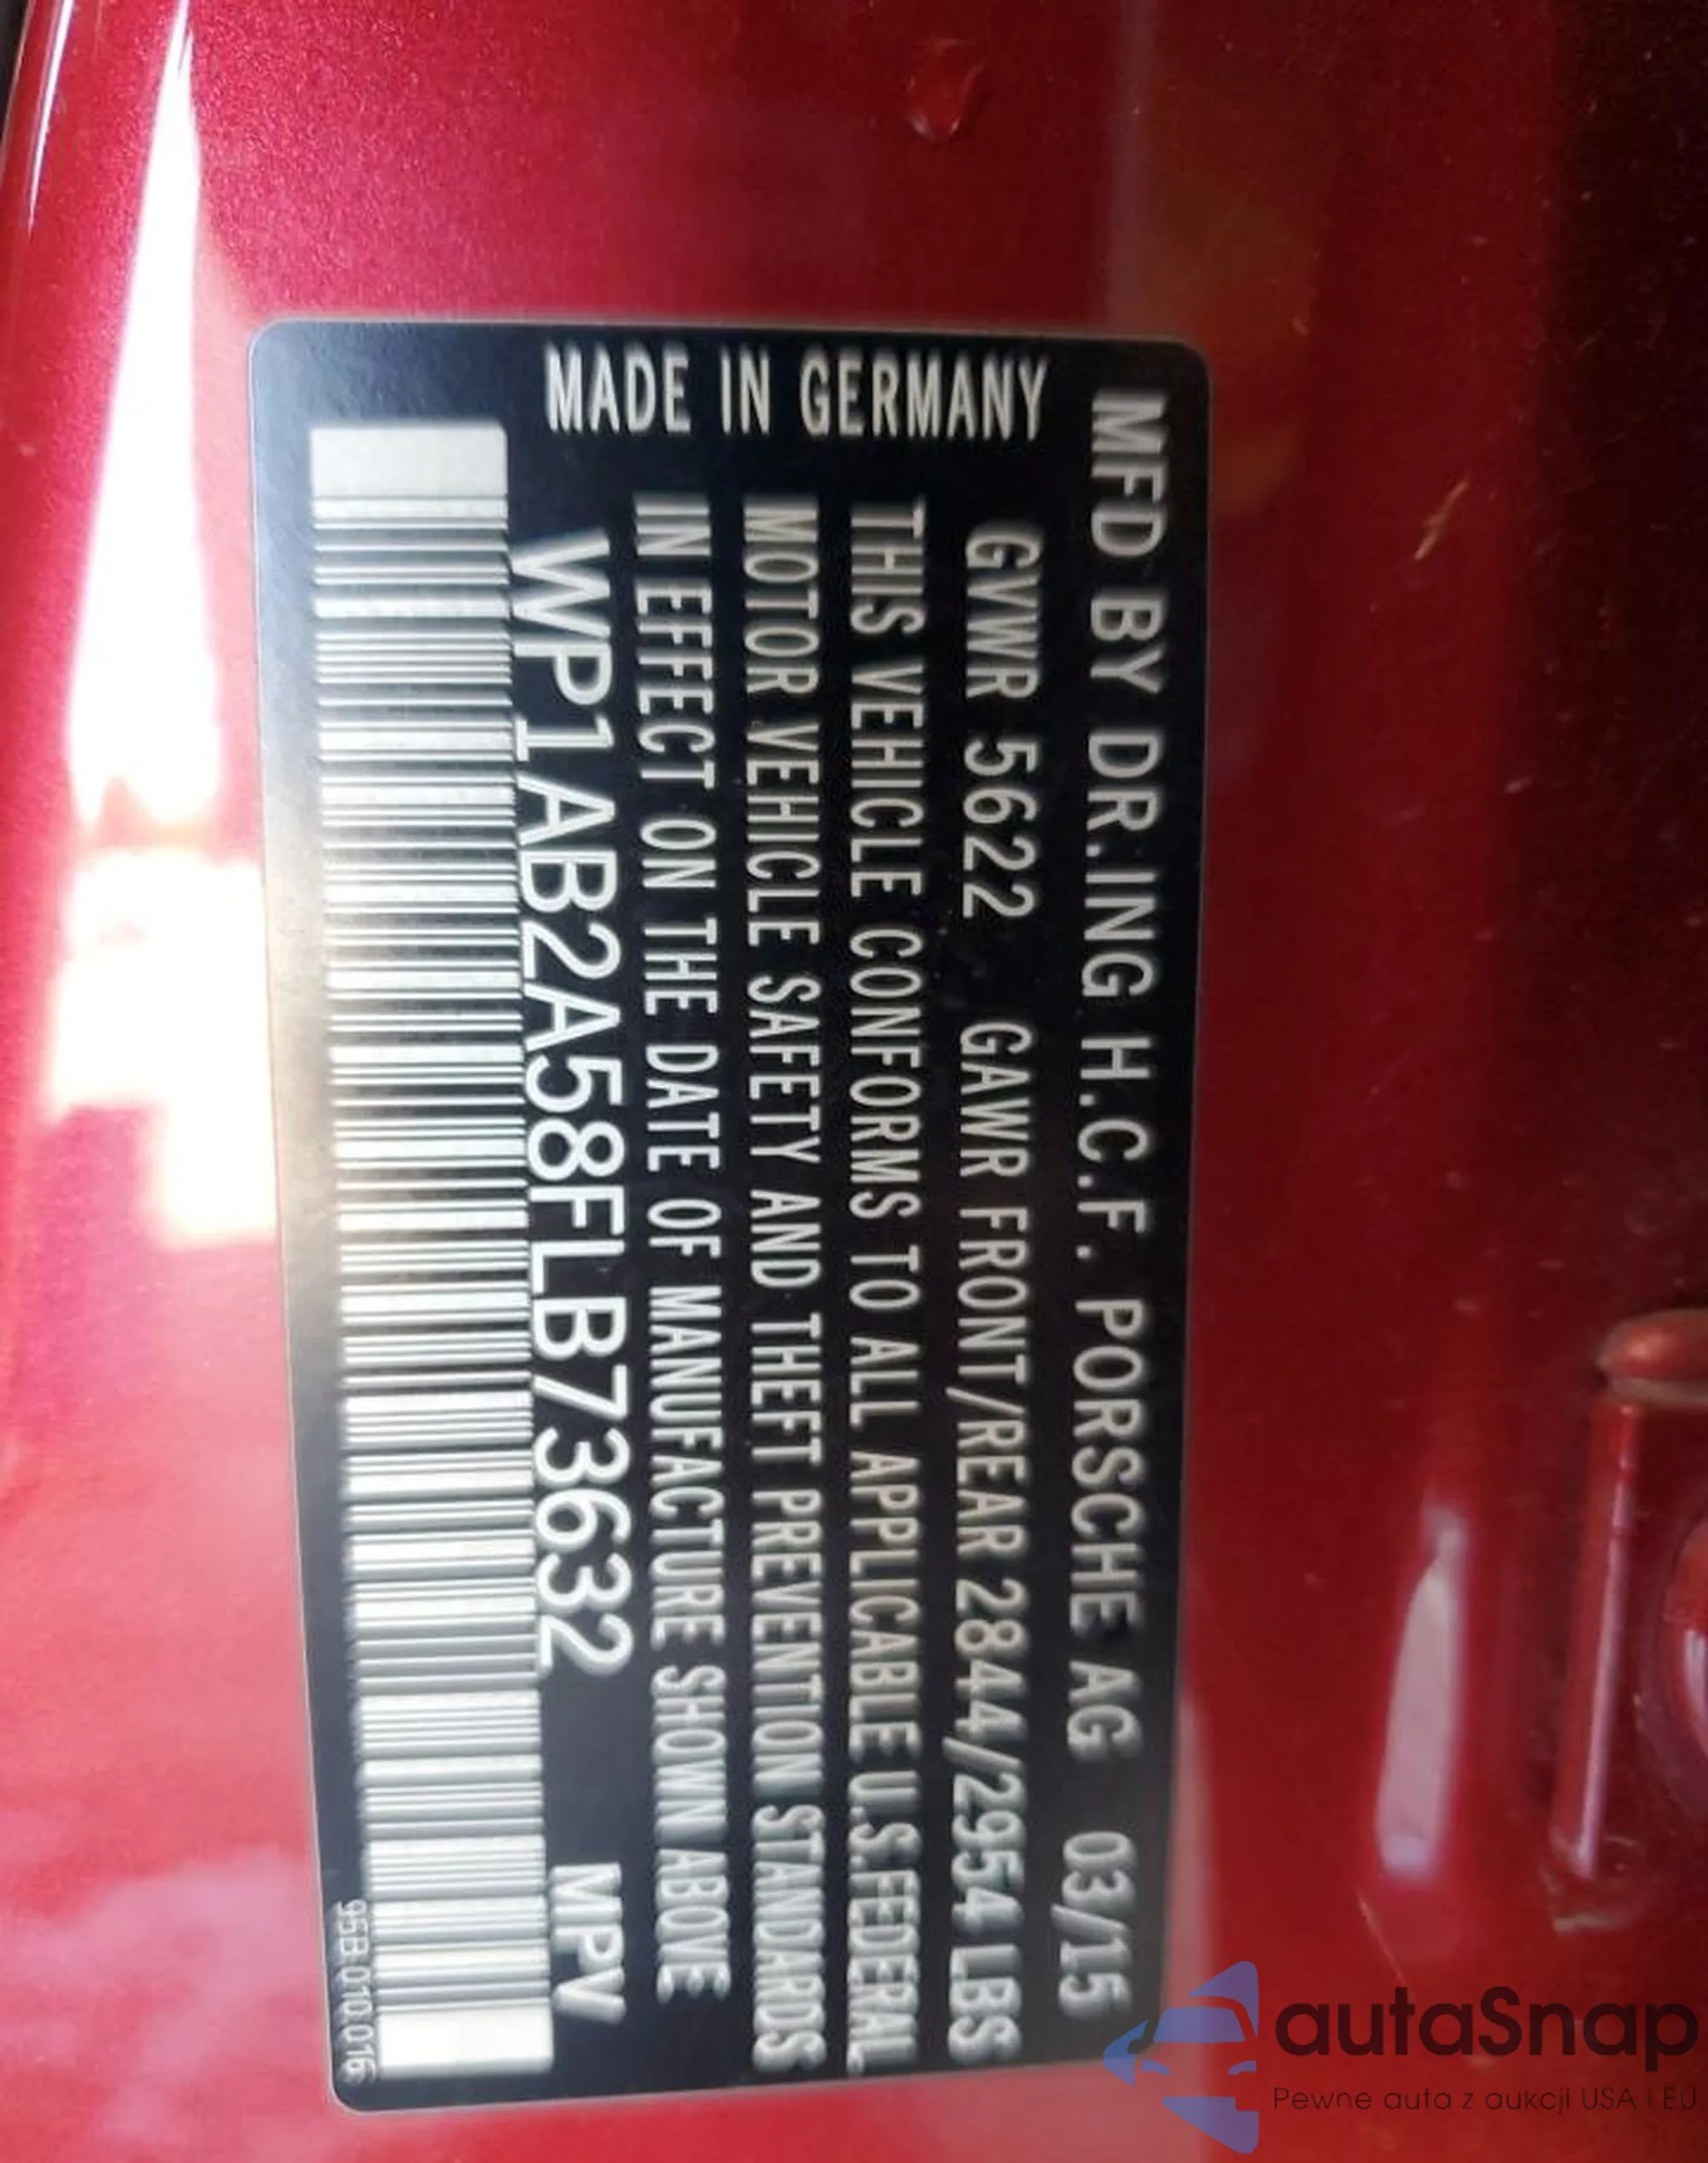 MFD BY DR.ING H.C.F. PORSCHE AG 03/15
GVWR 5622 GAWR FRONT/REAR 2844/2954 LBS
THIS VEHICLE CONFORMS TO ALL APPLICABLE U.S.FEDERAL
MOTOR VEHICLE SAFETY AND THEFT PREVENTION STANDARDS
IN EFFECT ON THE DATE OF MANUFACTURE SHOWN ABOVE
WP1AB2A58FLB73632 MPV
MADE IN GERMANY
95B.010.016
autaSnap
Pewne auta z aukcji USA i EU